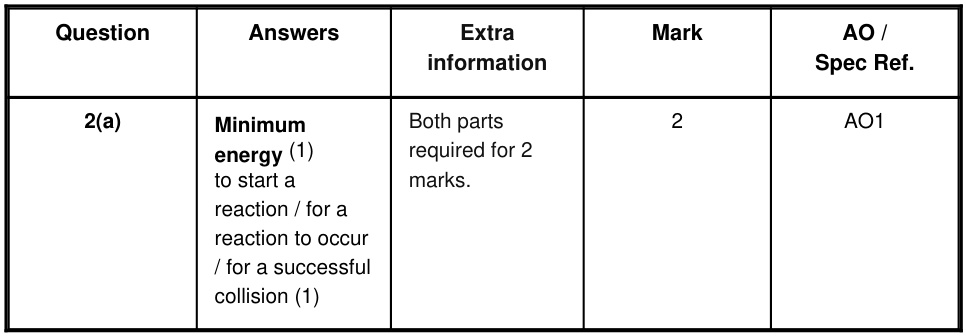 Question
Answers
Extra
information
Mark
AO /
Spec Ref.
2(a)
Minimum
energy (1)
to start a
reaction / for a
reaction to occur
/ for a successful
collision (1)
Both parts
required for 2
marks.
2
AO1